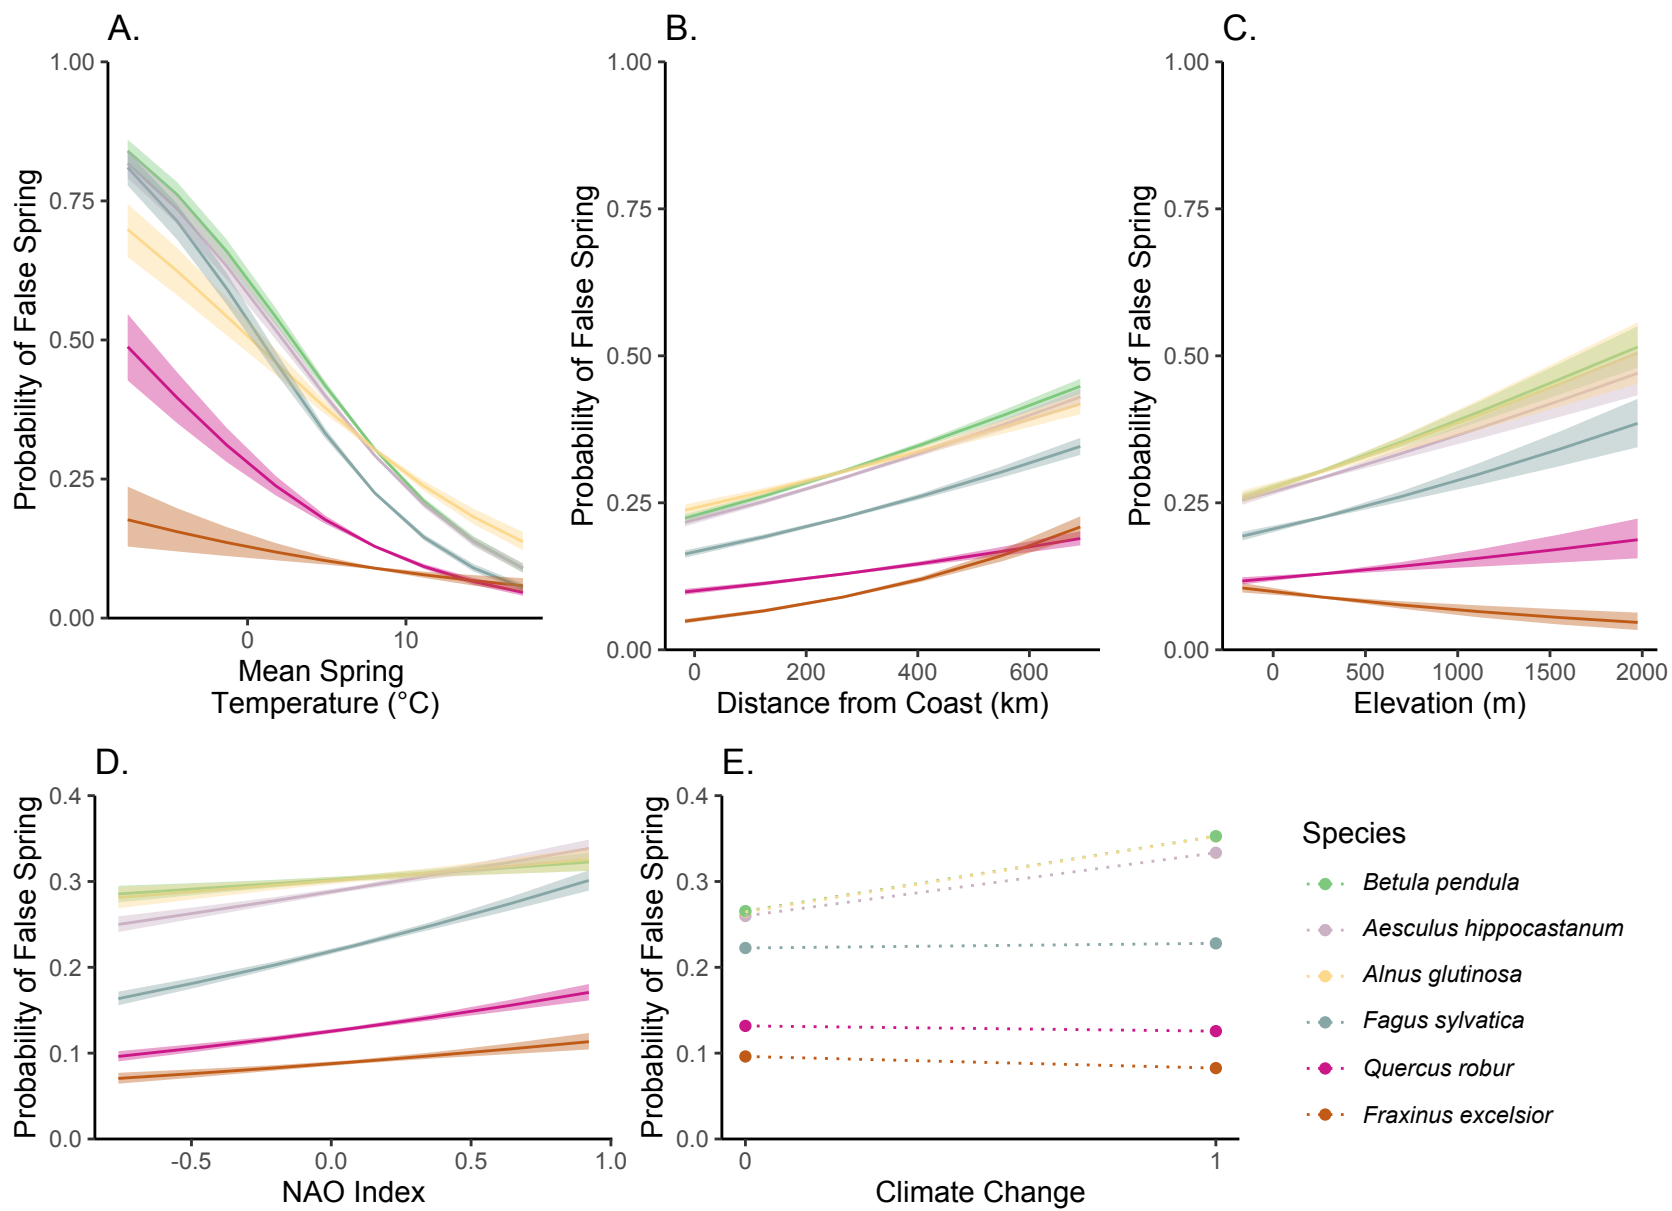 A.
Probability of False Spring
1.00
0.75
0.50
0.25
0.00
0
10
Mean Spring
Temperature (°C)
B.
Probability of False Spring
1.00
0.75
0.50
0.25
0.00
0
200
400
600
Distance from Coast (km)
C.
Probability of False Spring
1.00
0.75
0.50
0.25
0.00
0
500
1000
1500
2000
Elevation (m)
D.
Probability of False Spring
0.4
0.3
0.2
0.1
0.0
-0.5
0.0
0.5
1.0
NAO Index
E.
Probability of False Spring
0.4
0.3
0.2
0.1
0.0
0
1
Climate Change
Species
Betula pendula
Aesculus hippocastanum
Alnus glutinosa
Fagus sylvatica
Quercus robur
Fraxinus excelsior